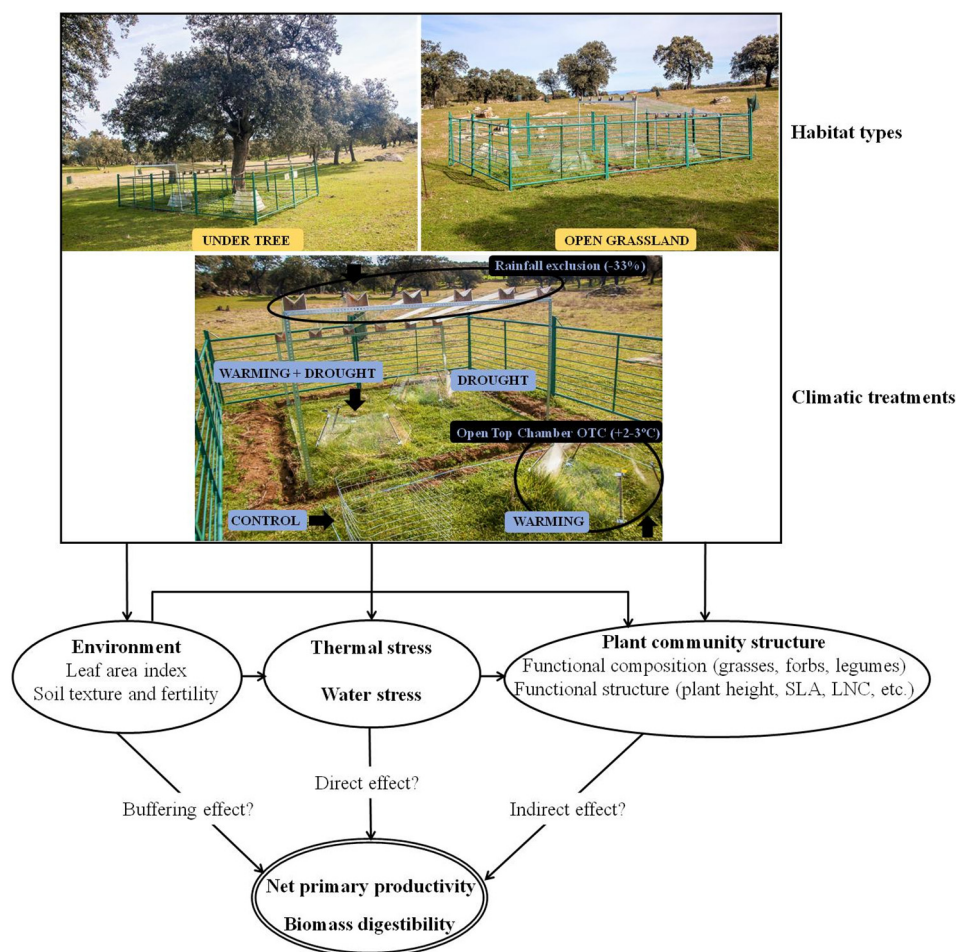 Habitat types
UNDER TREE
OPEN GRASSLAND
Rainfall exclusion (-33%)
WARMING + DROUGHT
DROUGHT
Climatic treatments
Open Top Chamber OTC (+2-3ºC)
CONTROL
WARMING
Environment
Leaf area index
Soil texture and fertility
Thermal stress
Water stress
Plant community structure
Functional composition (grasses, forbs, legumes)
Functional structure (plant height, SLA, LNC, etc.)
Buffering effect?
Direct effect?
Indirect effect?
Net primary productivity
Biomass digestibility